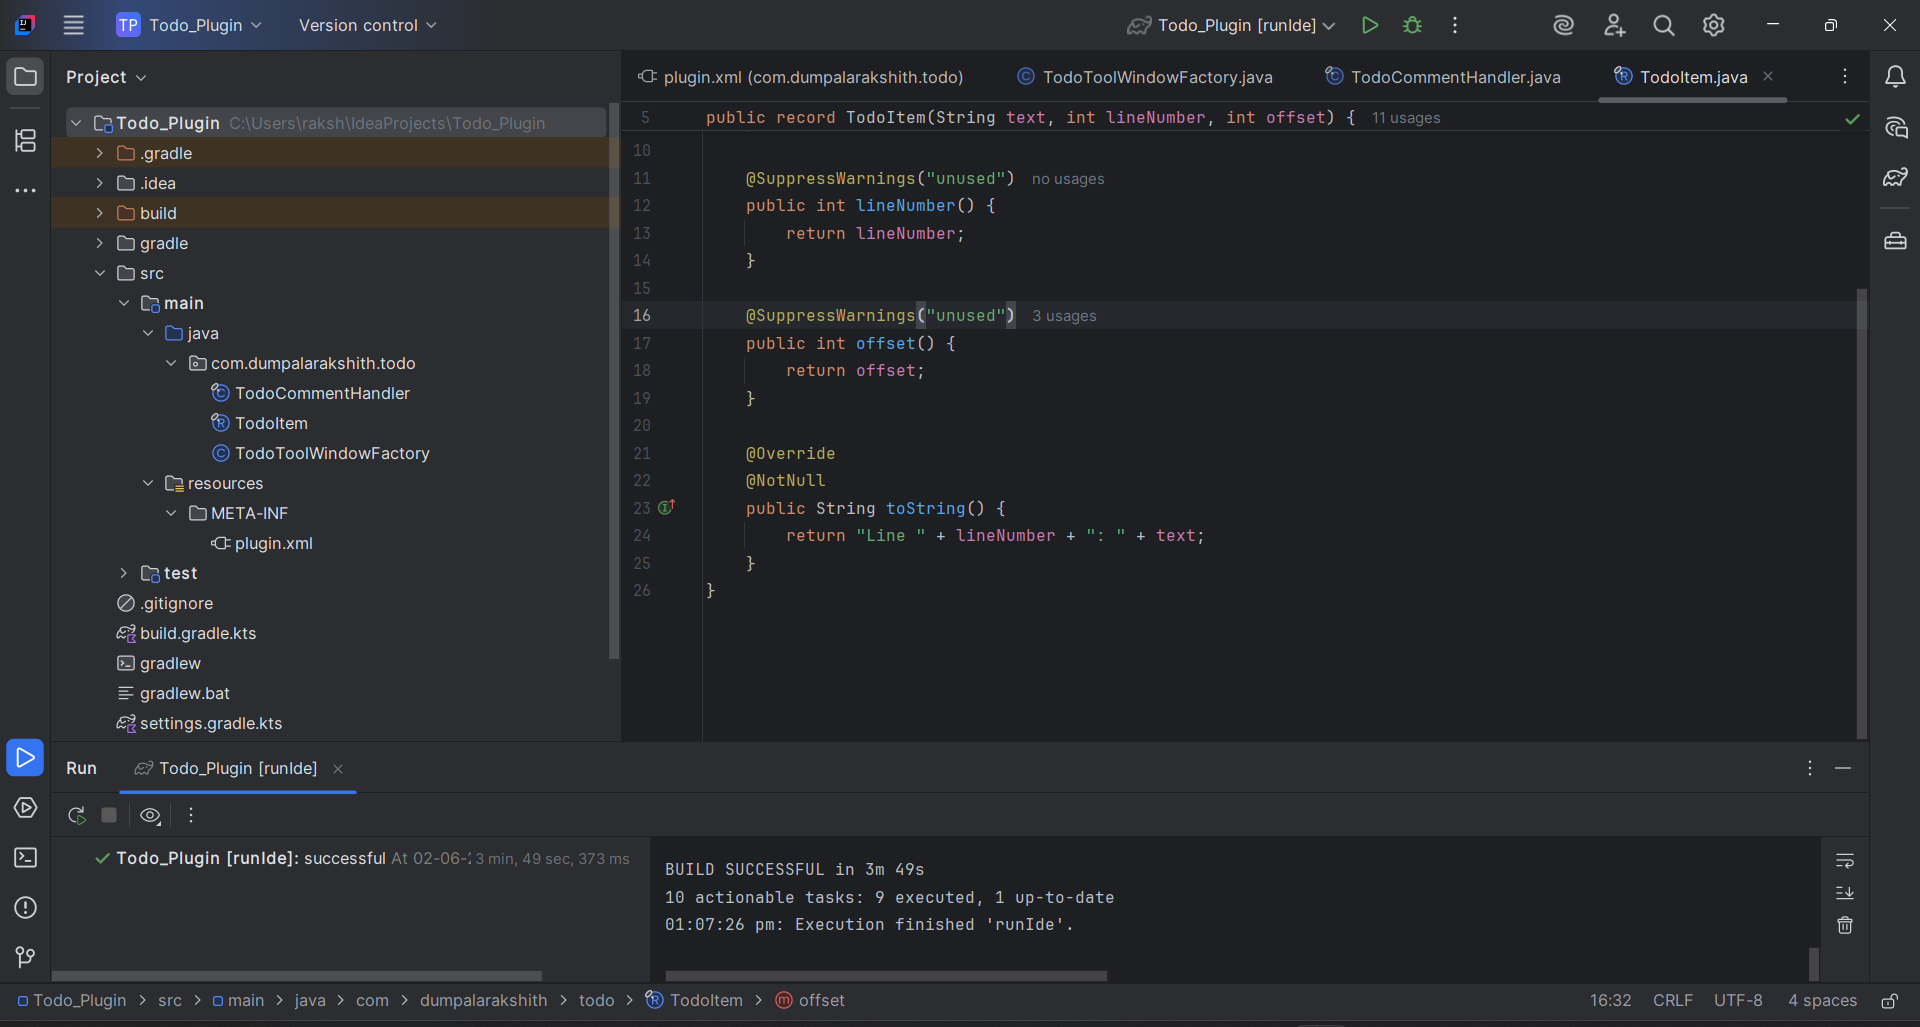 TP Todo_Plugin Version control Todo_Plugin [runIde]
Project
plugin.xml (com.dumpalarakshith.todo) TodoToolWindowFactory.java TodoCommentHandler.java TodoItem.java
Todo_Plugin C:\Users\raksh\IdeaProjects\Todo_Plugin
.gradle
.idea
build
gradle
src
main
java
com.dumpalarakshith.todo
TodoCommentHandler
TodoItem
TodoToolWindowFactory
resources
META-INF
plugin.xml
test
.gitignore
build.gradle.kts
gradlew
gradlew.bat
settings.gradle.kts
5 public record TodoItem(String text, int lineNumber, int offset) { 11 usages
10
11 @SuppressWarnings("unused") no usages
12 public int lineNumber() {
13 return lineNumber;
14 }
15
16 @SuppressWarnings("unused") 3 usages
17 public int offset() {
18 return offset;
19 }
20
21 @Override
22 @NotNull
23 public String toString() {
24 return "Line " + lineNumber + ": " + text;
25 }
26 }
Run Todo_Plugin [runIde]
Todo_Plugin [runIde]: successful At 02-06-2 3 min, 49 sec, 373 ms
BUILD SUCCESSFUL in 3m 49s
10 actionable tasks: 9 executed, 1 up-to-date
01:07:26 pm: Execution finished 'runIde'.
Todo_Plugin > src > main > java > com > dumpalarakshith > todo > TodoItem > offset 16:32 CRLF UTF-8 4 spaces